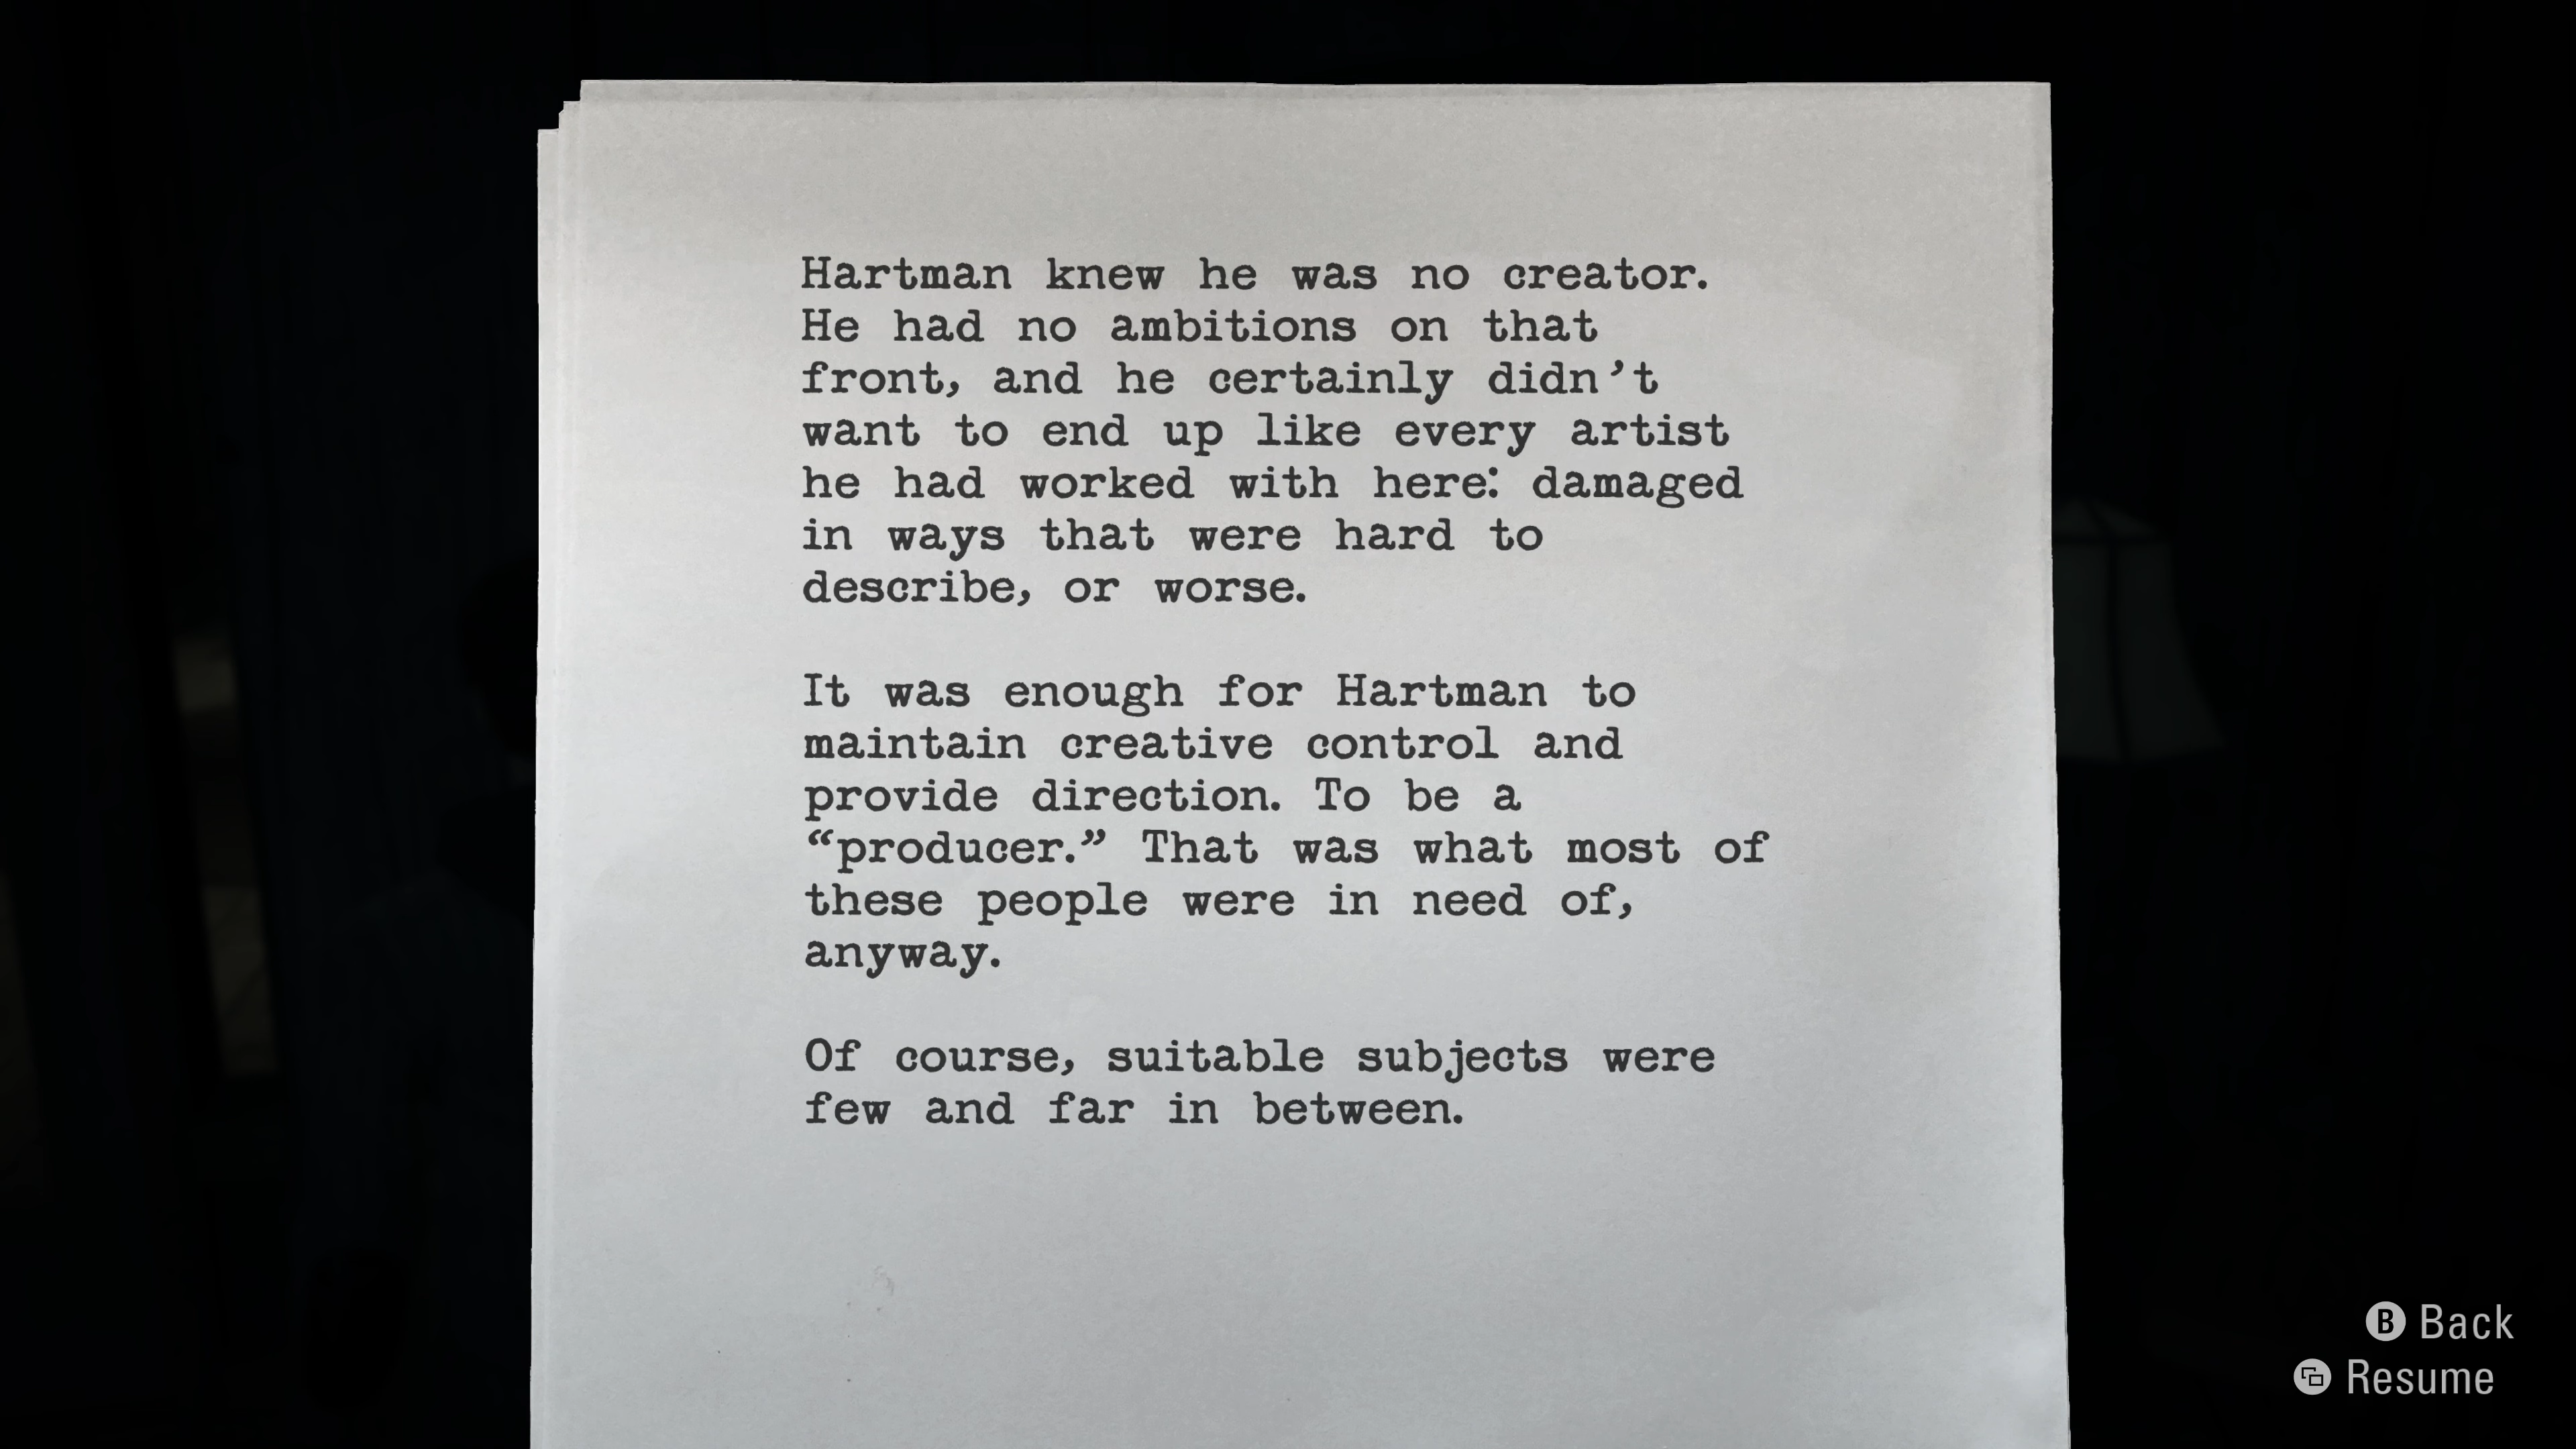 Hartman knew he was no creator.
He had no ambitions on that
front, and he certainly didn’t
want to end up like every artist
he had worked with here: damaged
in ways that were hard to
describe, or worse.
It was enough for Hartman to
maintain creative control and
provide direction. To be a
“producer.” That was what most of
these people were in need of,
anyway.
Of course, suitable subjects were
few and far in between.
B Back
Resume